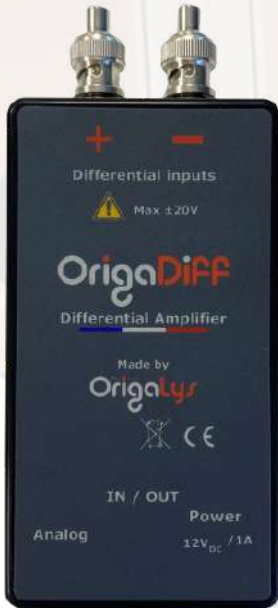 + −
Differential inputs
Max ±20V
OrigaDiFF
Differential Amplifier
Made by
OrigaLys
CE
IN / OUT
Power
Analog
12VDC /1A